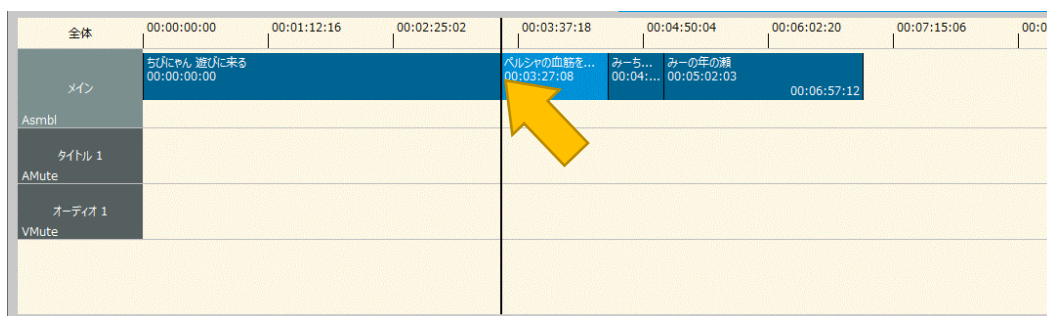 全体
00:00:00:00 00:01:12:16 00:02:25:02 00:03:37:18 00:04:50:04 00:06:02:20 00:07:15:06 00:0
メイン
Asmbl
ちびにゃん 遊びに来る
00:00:00:00
ペルシャの血筋を...
00:03:27:08
みーち...
00:04:...
みーの年の瀬
00:05:02:03
00:06:57:12
タイトル 1
AMute
オーディオ 1
VMute